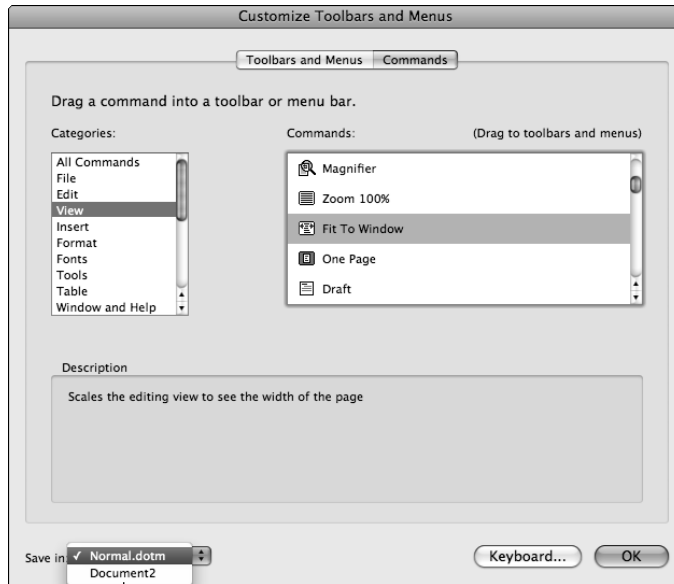 Customize Toolbars and Menus
Toolbars and Menus Commands
Drag a command into a toolbar or menu bar.
Categories: Commands: (Drag to toolbars and menus)
All Commands
File
Edit
View
Insert
Format
Fonts
Tools
Table
Window and Help
Magnifier
Zoom 100%
Fit To Window
One Page
Draft
Description
Scales the editing view to see the width of the page
Save in: ✓ Normal.dotm
Document2
Keyboard... OK